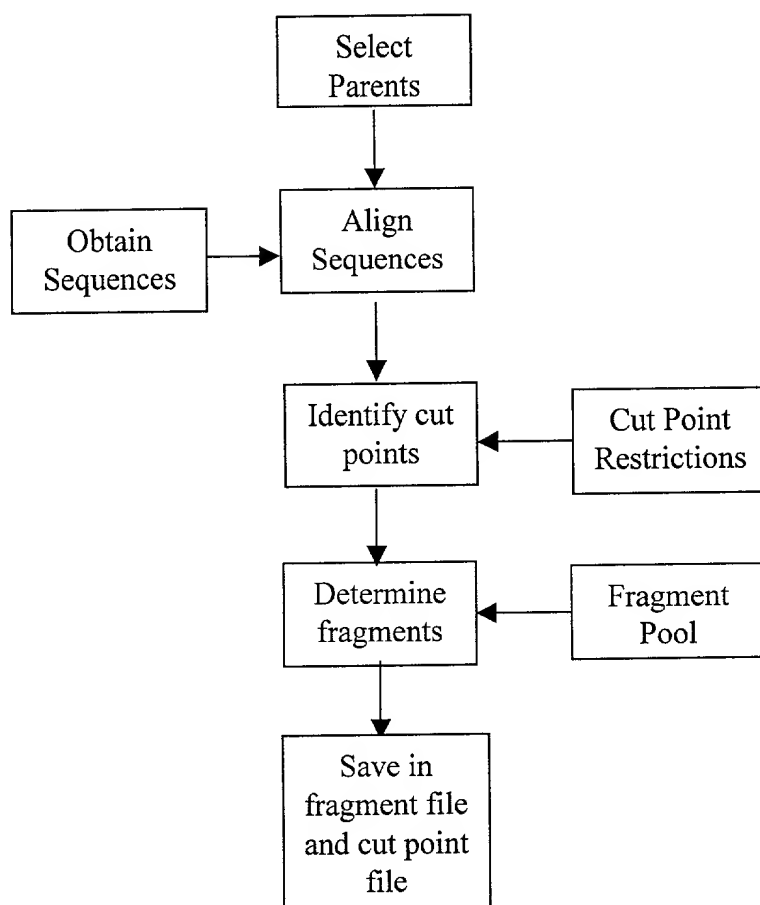 Select
Parents
Obtain
Sequences
Align
Sequences
Identify cut
points
Cut Point
Restrictions
Determine
fragments
Fragment
Pool
Save in
fragment file
and cut point
file